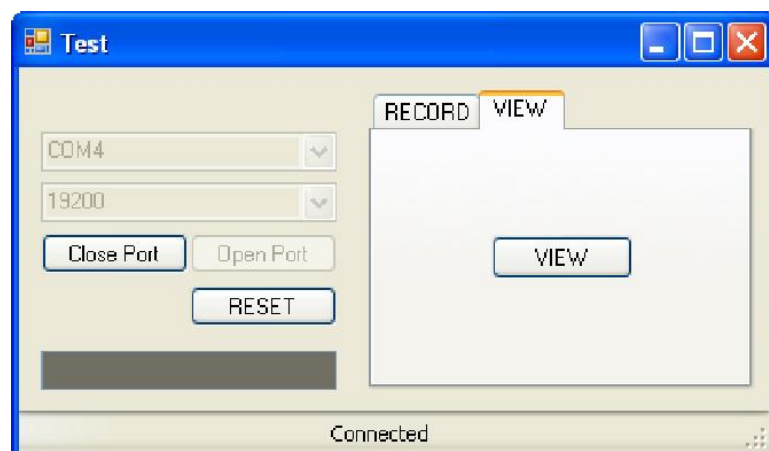 Test
COM4
19200
Close Port Open Port
RESET
RECORD VIEW
VIEW
Connected